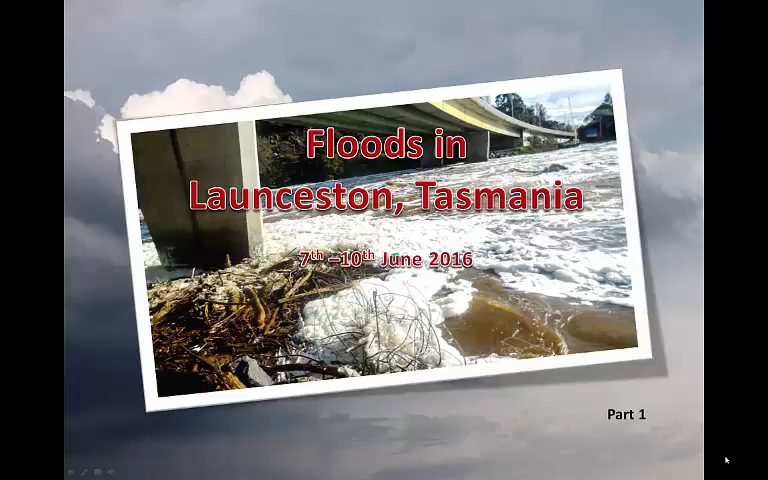 Floods in
Launceston, Tasmania
7th –10th June 2016
Part 1